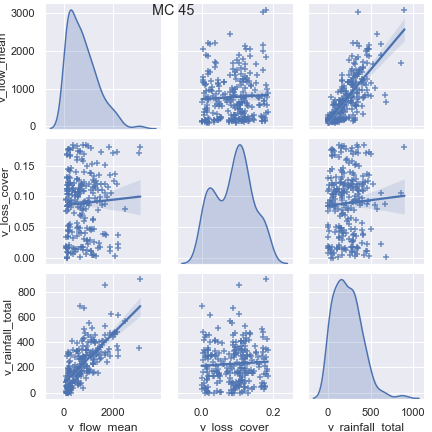 MC 45
3000
2000
1000
0
v_flow_mean
0.15
0.10
0.05
0.00
v_loss_cover
800
600
400
200
0
v_rainfall_total
0 2000
0.0 0.2
0 500 1000
v_flow_mean v_loss_cover v_rainfall_total